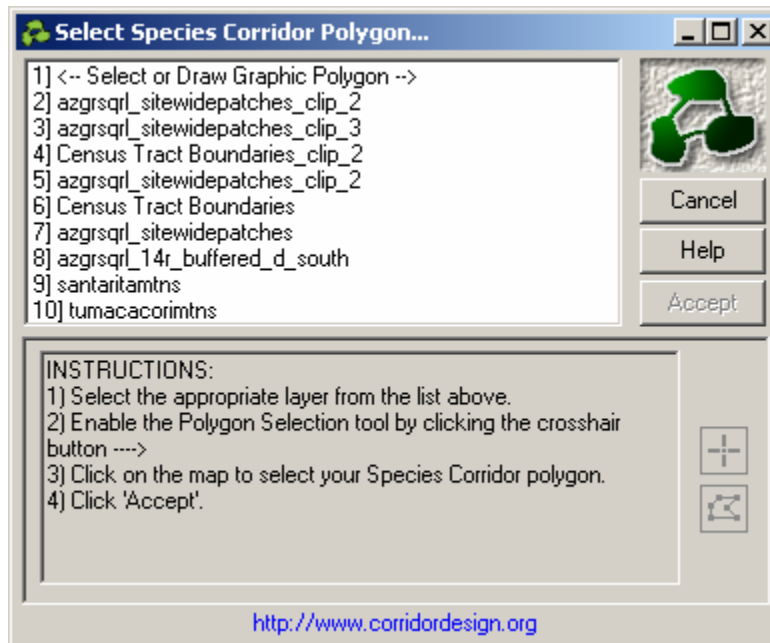 Select Species Corridor Polygon...
1] <-- Select or Draw Graphic Polygon -->
2] azgrsqrl_sitewidepatches_clip_2
3] azgrsqrl_sitewidepatches_clip_3
4] Census Tract Boundaries_clip_2
5] azgrsqrl_sitewidepatches_clip_2
6] Census Tract Boundaries
7] azgrsqrl_sitewidepatches
8] azgrsqrl_14r_buffered_d_south
9] santaritamtns
10] tumacacorimtns
Cancel
Help
Accept
INSTRUCTIONS:
1) Select the appropriate layer from the list above.
2) Enable the Polygon Selection tool by clicking the crosshair
button ---->
3) Click on the map to select your Species Corridor polygon.
4) Click 'Accept'.
http://www.corridordesign.org